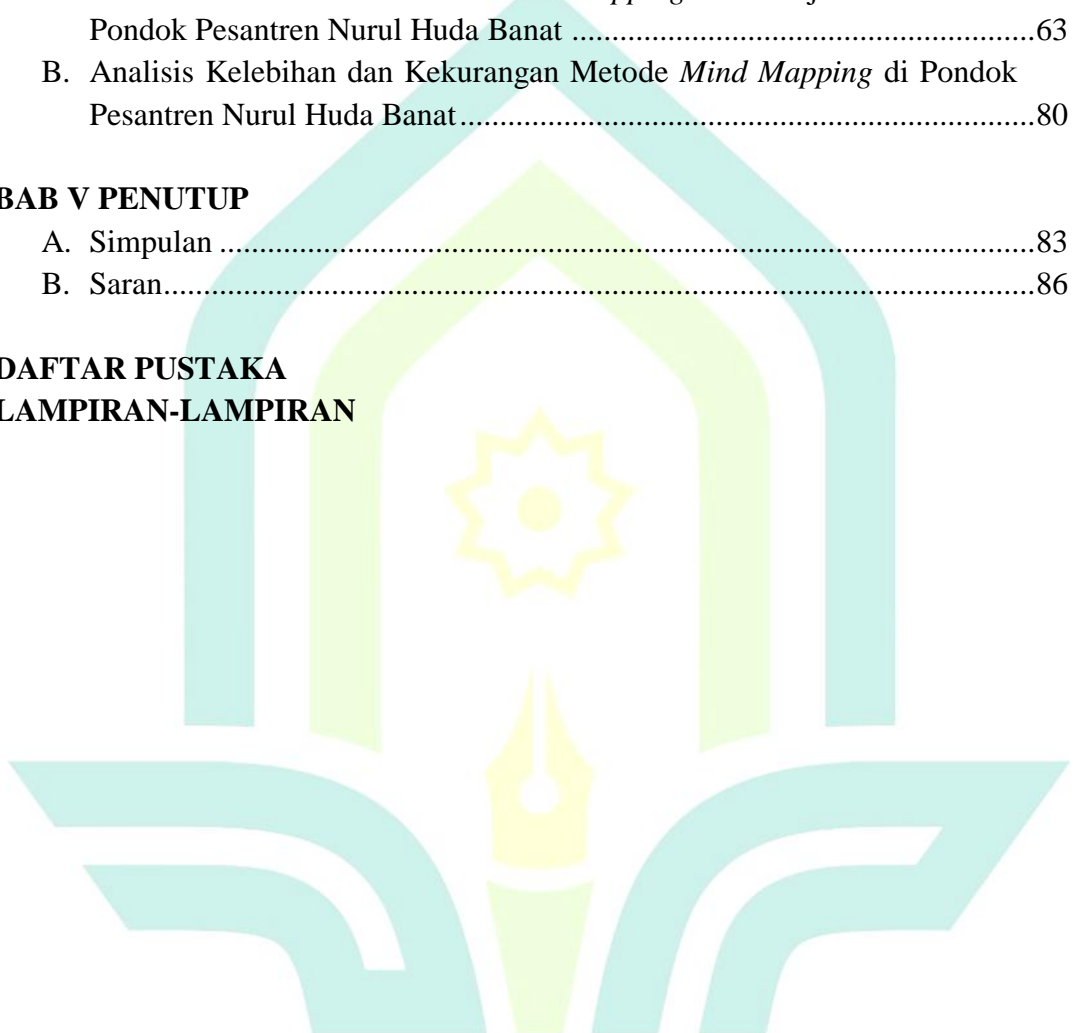 Pondok Pesantren Nurul Huda Banat ..................................................63
B. Analisis Kelebihan dan Kekurangan Metode Mind Mapping di Pondok
Pesantren Nurul Huda Banat................................................................80
BAB V PENUTUP
A. Simpulan ..............................................................................................83
B. Saran.....................................................................................................86
DAFTAR PUSTAKA
LAMPIRAN-LAMPIRAN